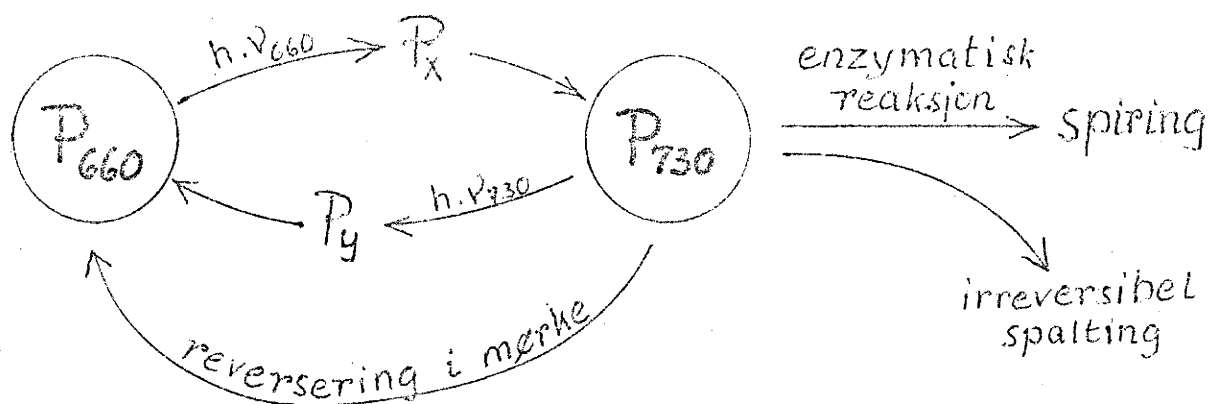 h.ν660
Px
P660
P730
enzymatisk
reaksjon
spiring
h.ν730
Py
irreversibel
spalting
reversering i mørke